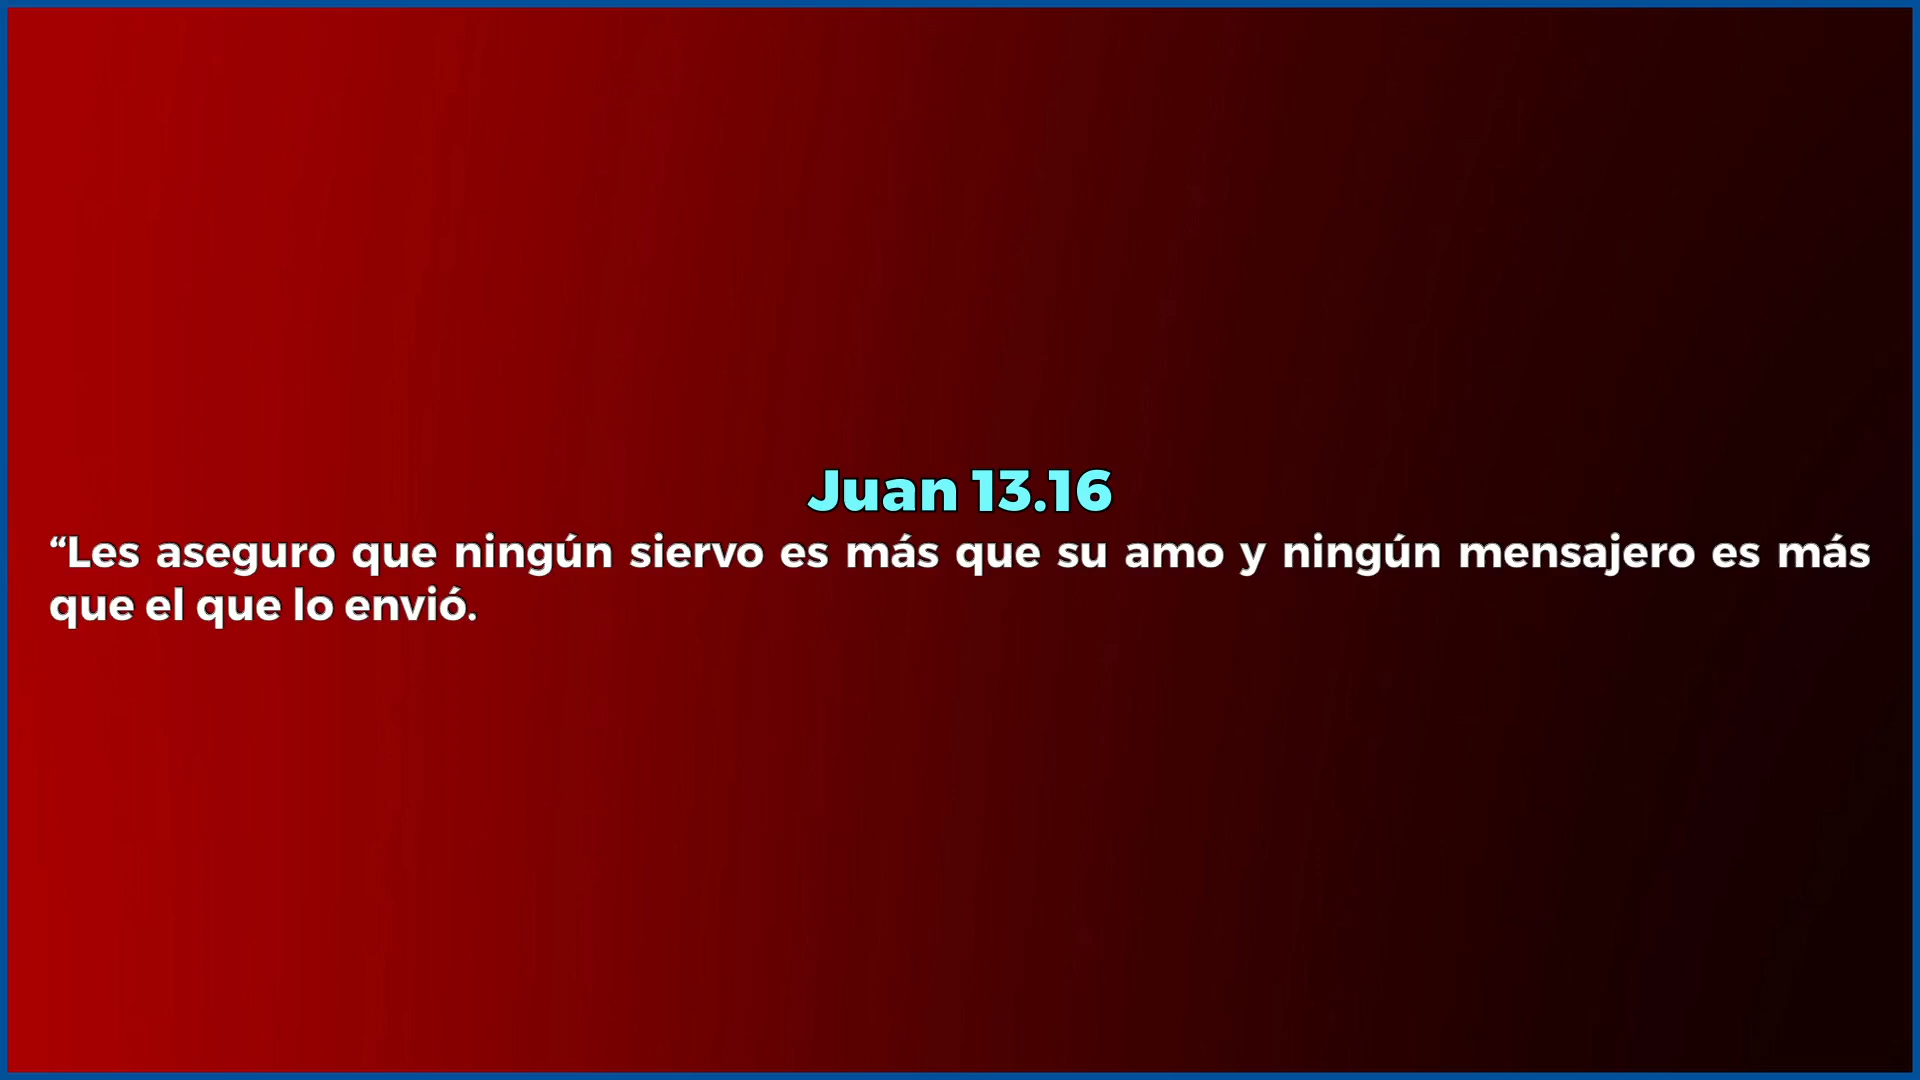 Juan 13.16
“Les aseguro que ningún siervo es más que su amo y ningún mensajero es más
que el que lo envió.